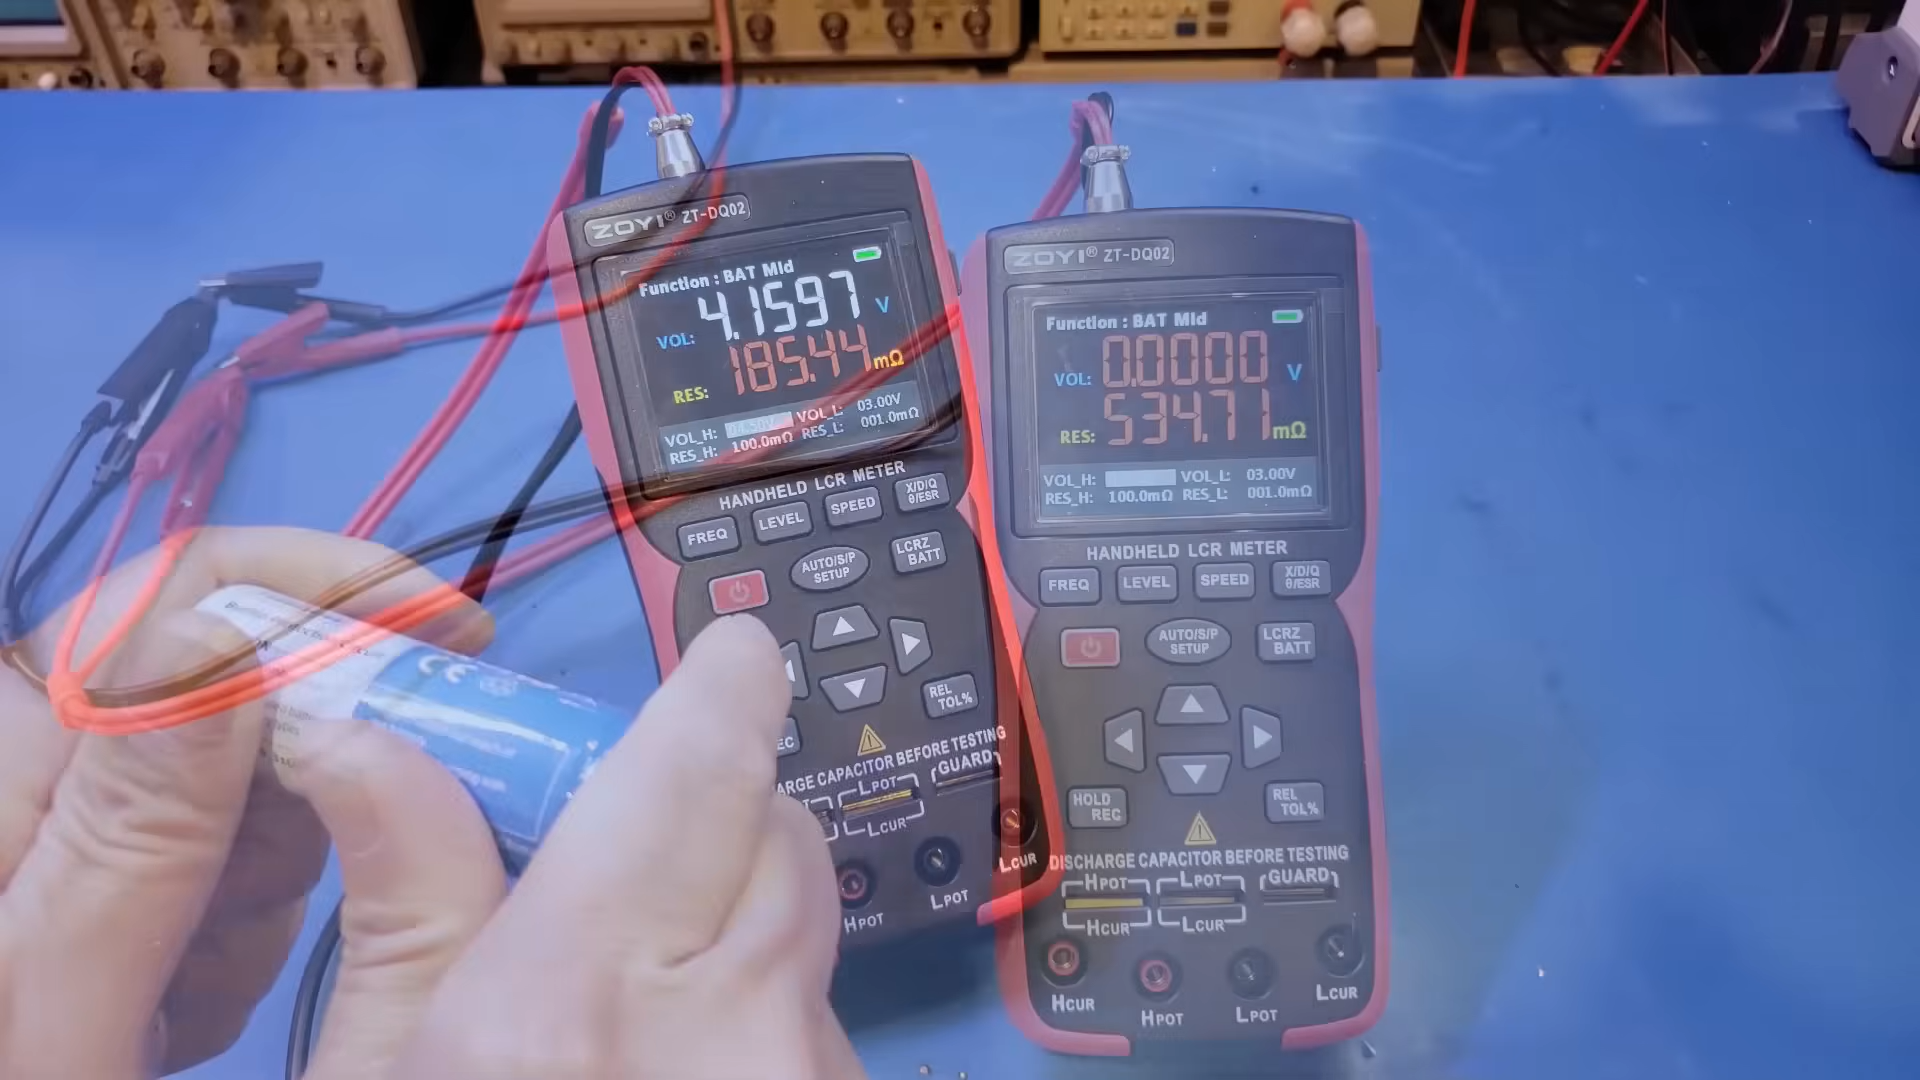 ZOYI® ZT-DQ02
Function : BAT Mid
VOL: 4.1597 V
RES: 185.44 mΩ
VOL_H: VOL_L: 03.00V
RES_H: 100.0mΩ RES_L: 001.0mΩ
HANDHELD LCR METER
FREQ LEVEL SPEED X/D/Q
θ/ESR
AUTO/S/P
SETUP
LCRZ
BATT
REL
TOL%
EC
ARGE CAPACITOR BEFORE TESTING
LPOT GUARD
LCUR
HPOT LPOT LCUR
CE
ZOYI® ZT-DQ02
Function : BAT Mid
VOL: 0.0000 V
RES: 534.71 mΩ
VOL_H: VOL_L: 03.00V
RES_H: 100.0mΩ RES_L: 001.0mΩ
HANDHELD LCR METER
FREQ LEVEL SPEED X/D/Q
θ/ESR
AUTO/S/P
SETUP
LCRZ
BATT
HOLD
REC
REL
TOL%
DISCHARGE CAPACITOR BEFORE TESTING
HPOT LPOT GUARD
HCUR LCUR
HCUR HPOT LPOT LCUR